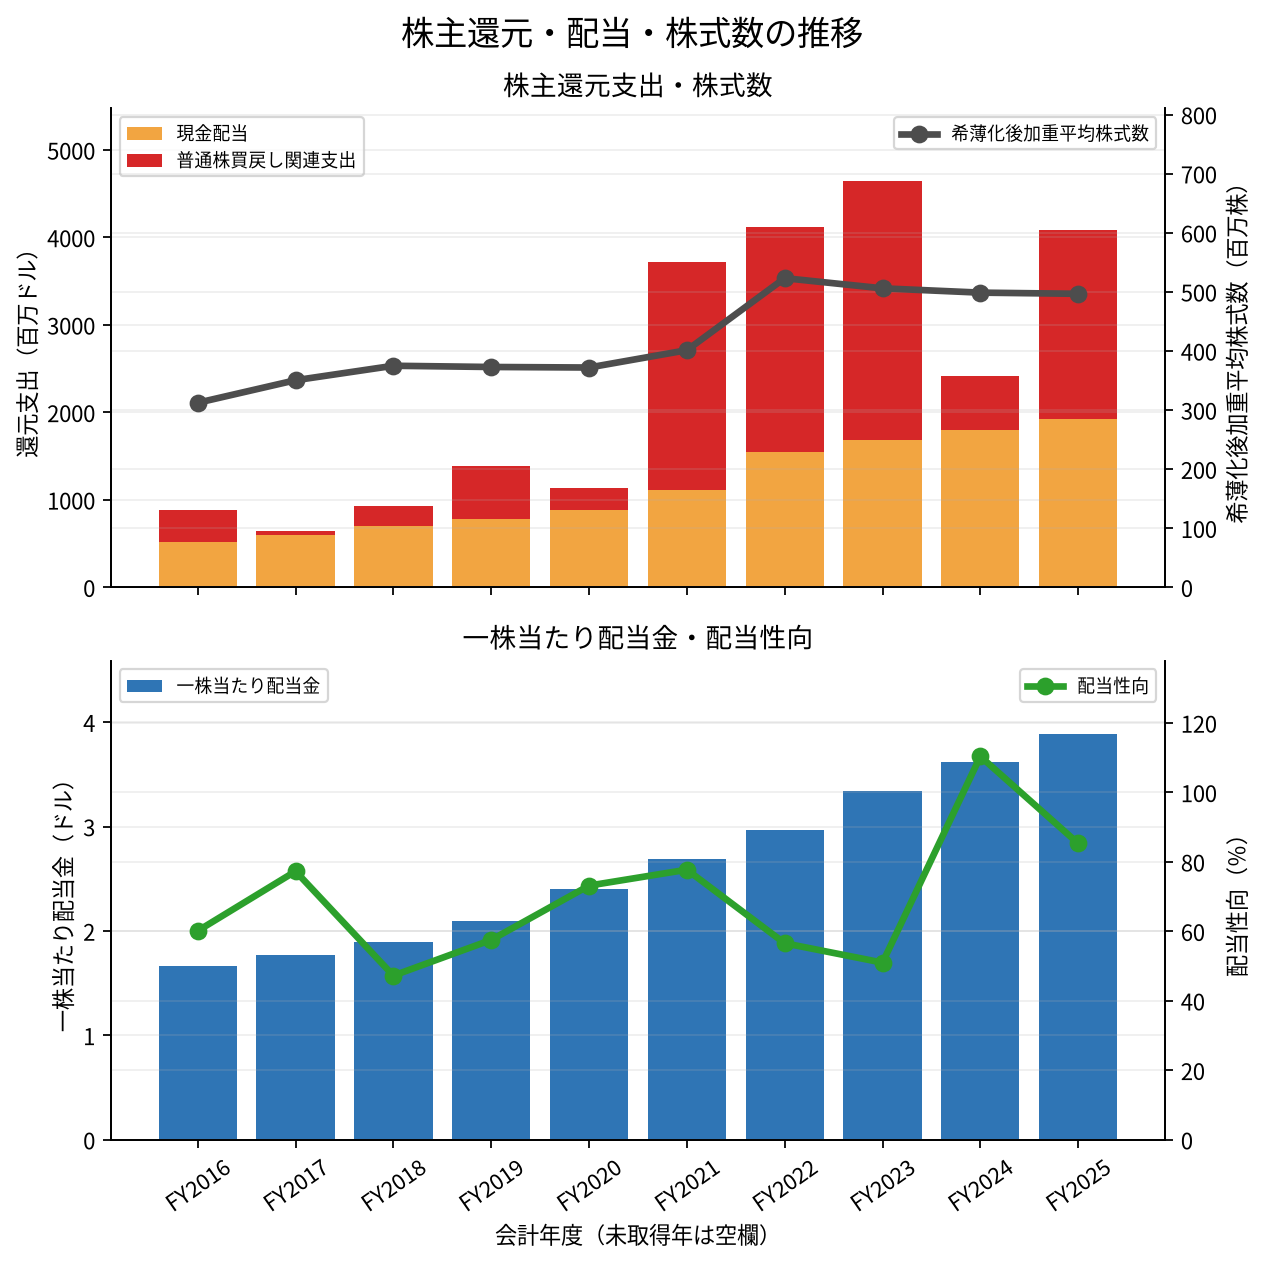 株主還元・配当・株式数の推移
株主還元支出・株式数
現金配当
普通株買戻し関連支出
希薄化後加重平均株式数
還元支出（百万ドル）
5000
4000
3000
2000
1000
0
800
700
600
500
400
300
200
100
0
希薄化後加重平均株式数（百万株）
一株当たり配当金・配当性向
一株当たり配当金
配当性向
一株当たり配当金（ドル）
4
3
2
1
0
120
100
80
60
40
20
0
配当性向（%）
FY2016
FY2017
FY2018
FY2019
FY2020
FY2021
FY2022
FY2023
FY2024
FY2025
会計年度（未取得年は空欄）